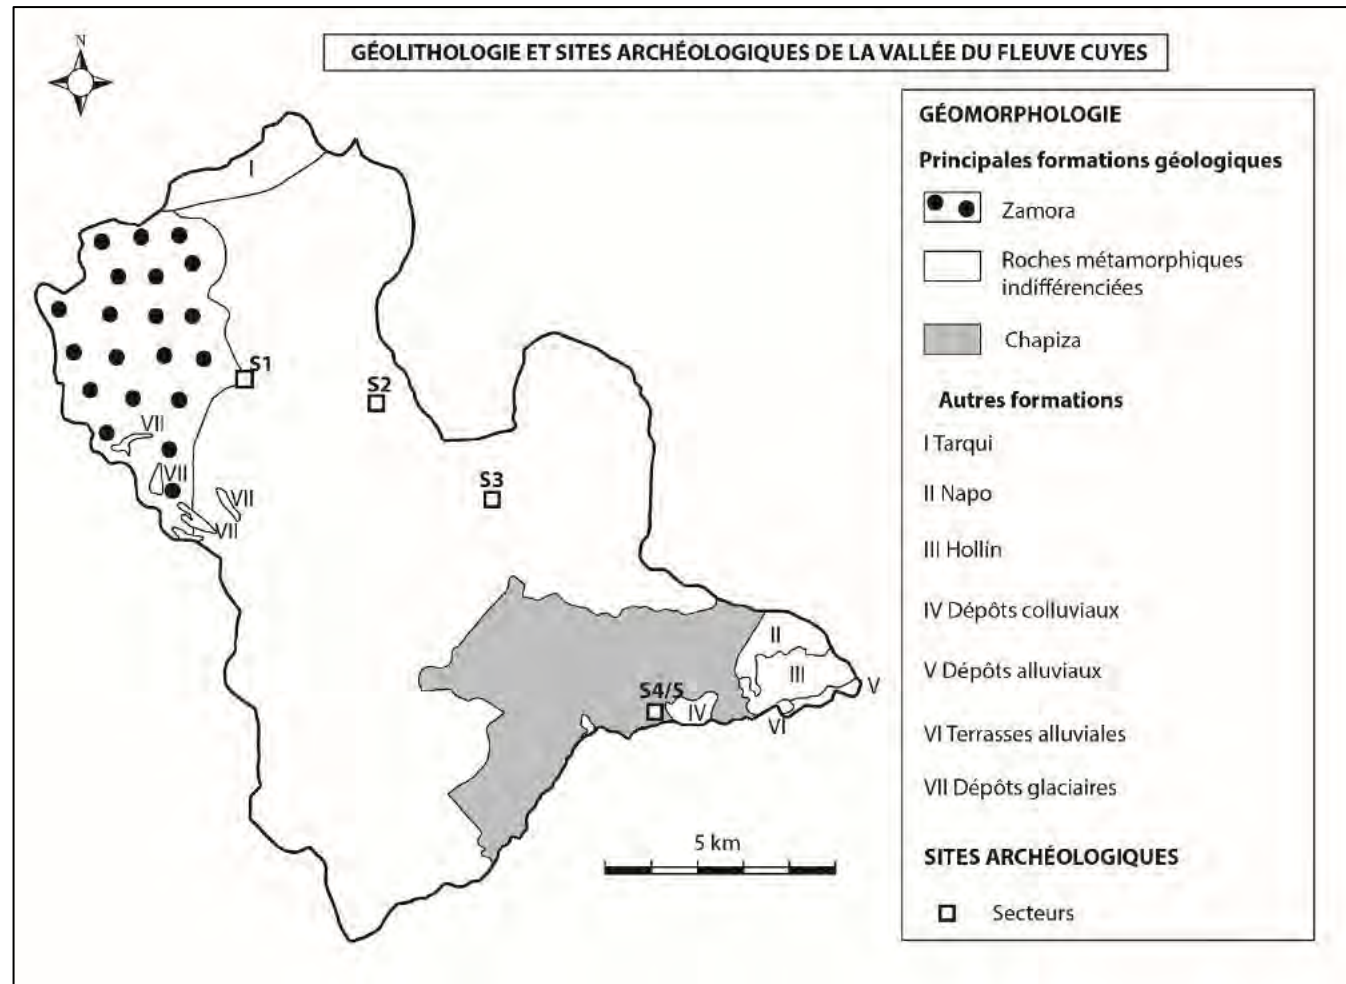 GÉOLITHOLOGIE ET SITES ARCHÉOLOGIQUES DE LA VALLÉE DU FLEUVE CUYES
N
I
S1
S2
VII
VII
S3
VII
VII
II
III
S4/5
V
IV
VI
5 km
GÉOMORPHOLOGIE
Principales formations géologiques
Zamora
Roches métamorphiques
indifférenciées
Chapiza
Autres formations
I Tarqui
II Napo
III Hollín
IV Dépôts colluviaux
V Dépôts alluviaux
VI Terrasses alluviales
VII Dépôts glaciaires
SITES ARCHÉOLOGIQUES
Secteurs